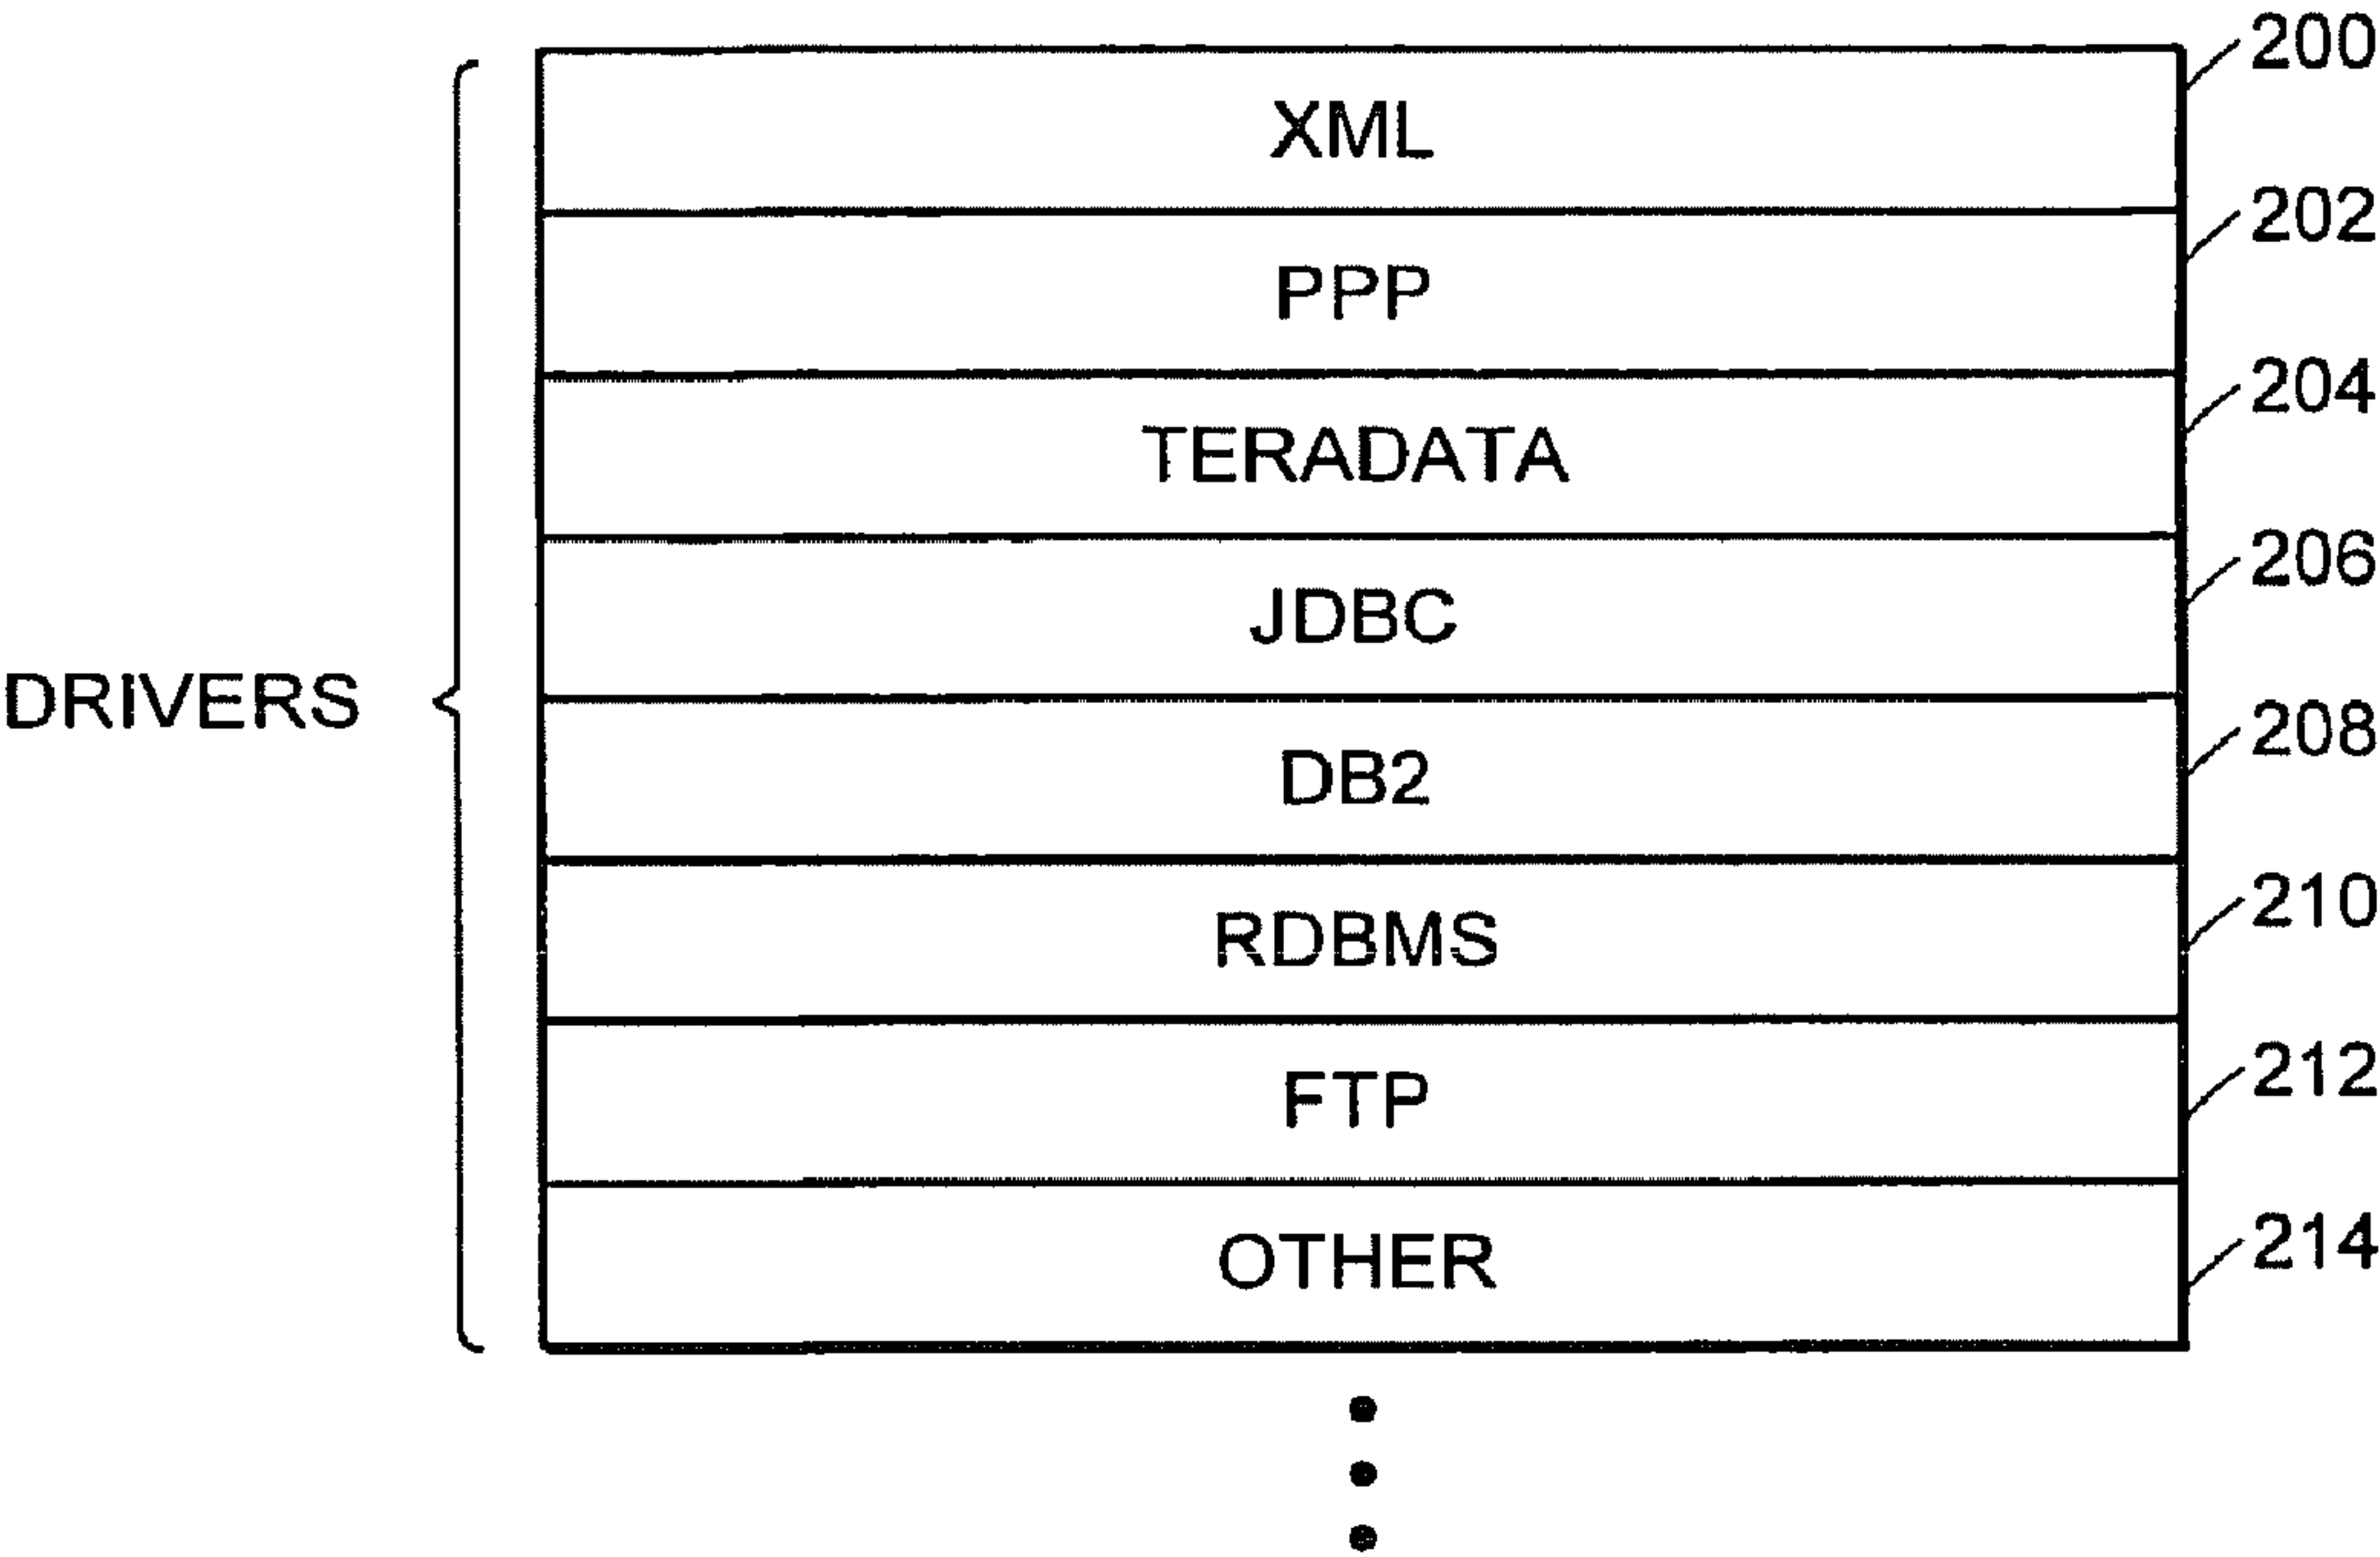 200
XML
202
PPP
204
TERADATA
206
JDBC
DRIVERS
208
DB2
210
RDBMS
212
FTP
214
OTHER